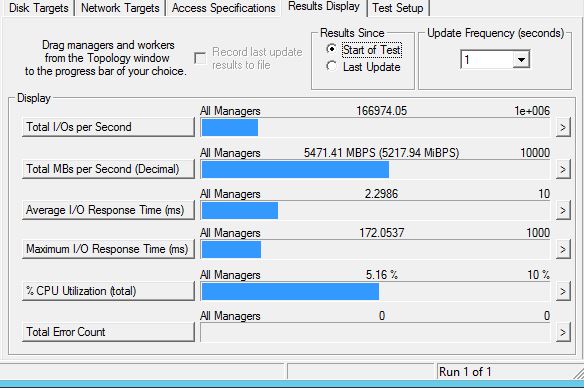 Disk Targets Network Targets Access Specifications Results Display Test Setup
Drag managers and workers
from the Topology window
to the progress bar of your choice.
Record last update
results to file
Results Since
Start of Test
Last Update
Update Frequency (seconds)
1
Display
All Managers 166974.05 1e+006
Total I/Os per Second >
All Managers 5471.41 MBPS (5217.94 MiBPS) 10000
Total MBs per Second (Decimal) >
All Managers 2.2986 10
Average I/O Response Time (ms) >
All Managers 172.0537 1000
Maximum I/O Response Time (ms) >
All Managers 5.16 % 10 %
% CPU Utilization (total) >
All Managers 0 0
Total Error Count >
Run 1 of 1